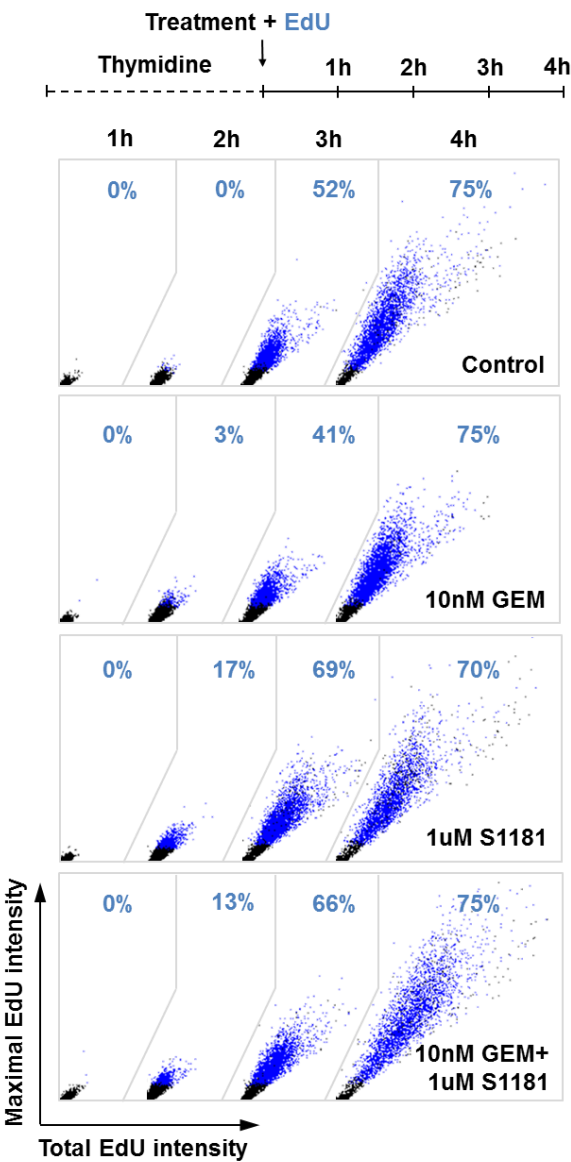 Treatment + EdU
Thymidine
1h 2h 3h 4h
1h 2h 3h 4h
0% 0% 52% 75%
Control
0% 3% 41% 75%
10nM GEM
0% 17% 69% 70%
1uM S1181
0% 13% 66% 75%
10nM GEM+
1uM S1181
Maximal EdU intensity
Total EdU intensity